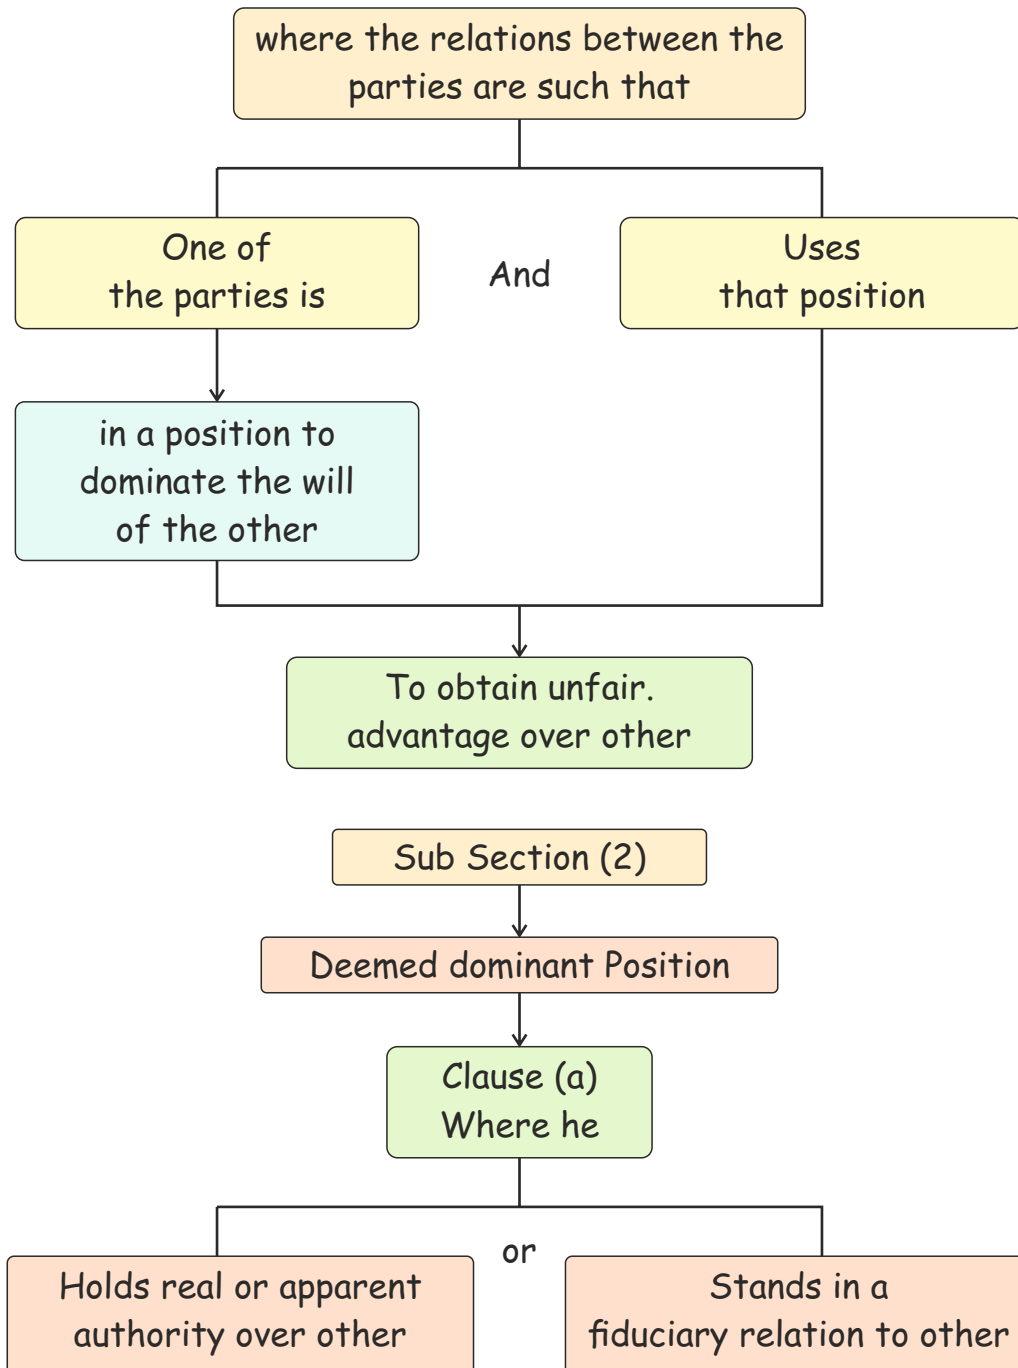 where the relations between the
parties are such that
One of
the parties is
And
Uses
that position
in a position to
dominate the will
of the other
To obtain unfair.
advantage over other
Sub Section (2)
Deemed dominant Position
Clause (a)
Where he
or
Holds real or apparent
authority over other
Stands in a
fiduciary relation to other